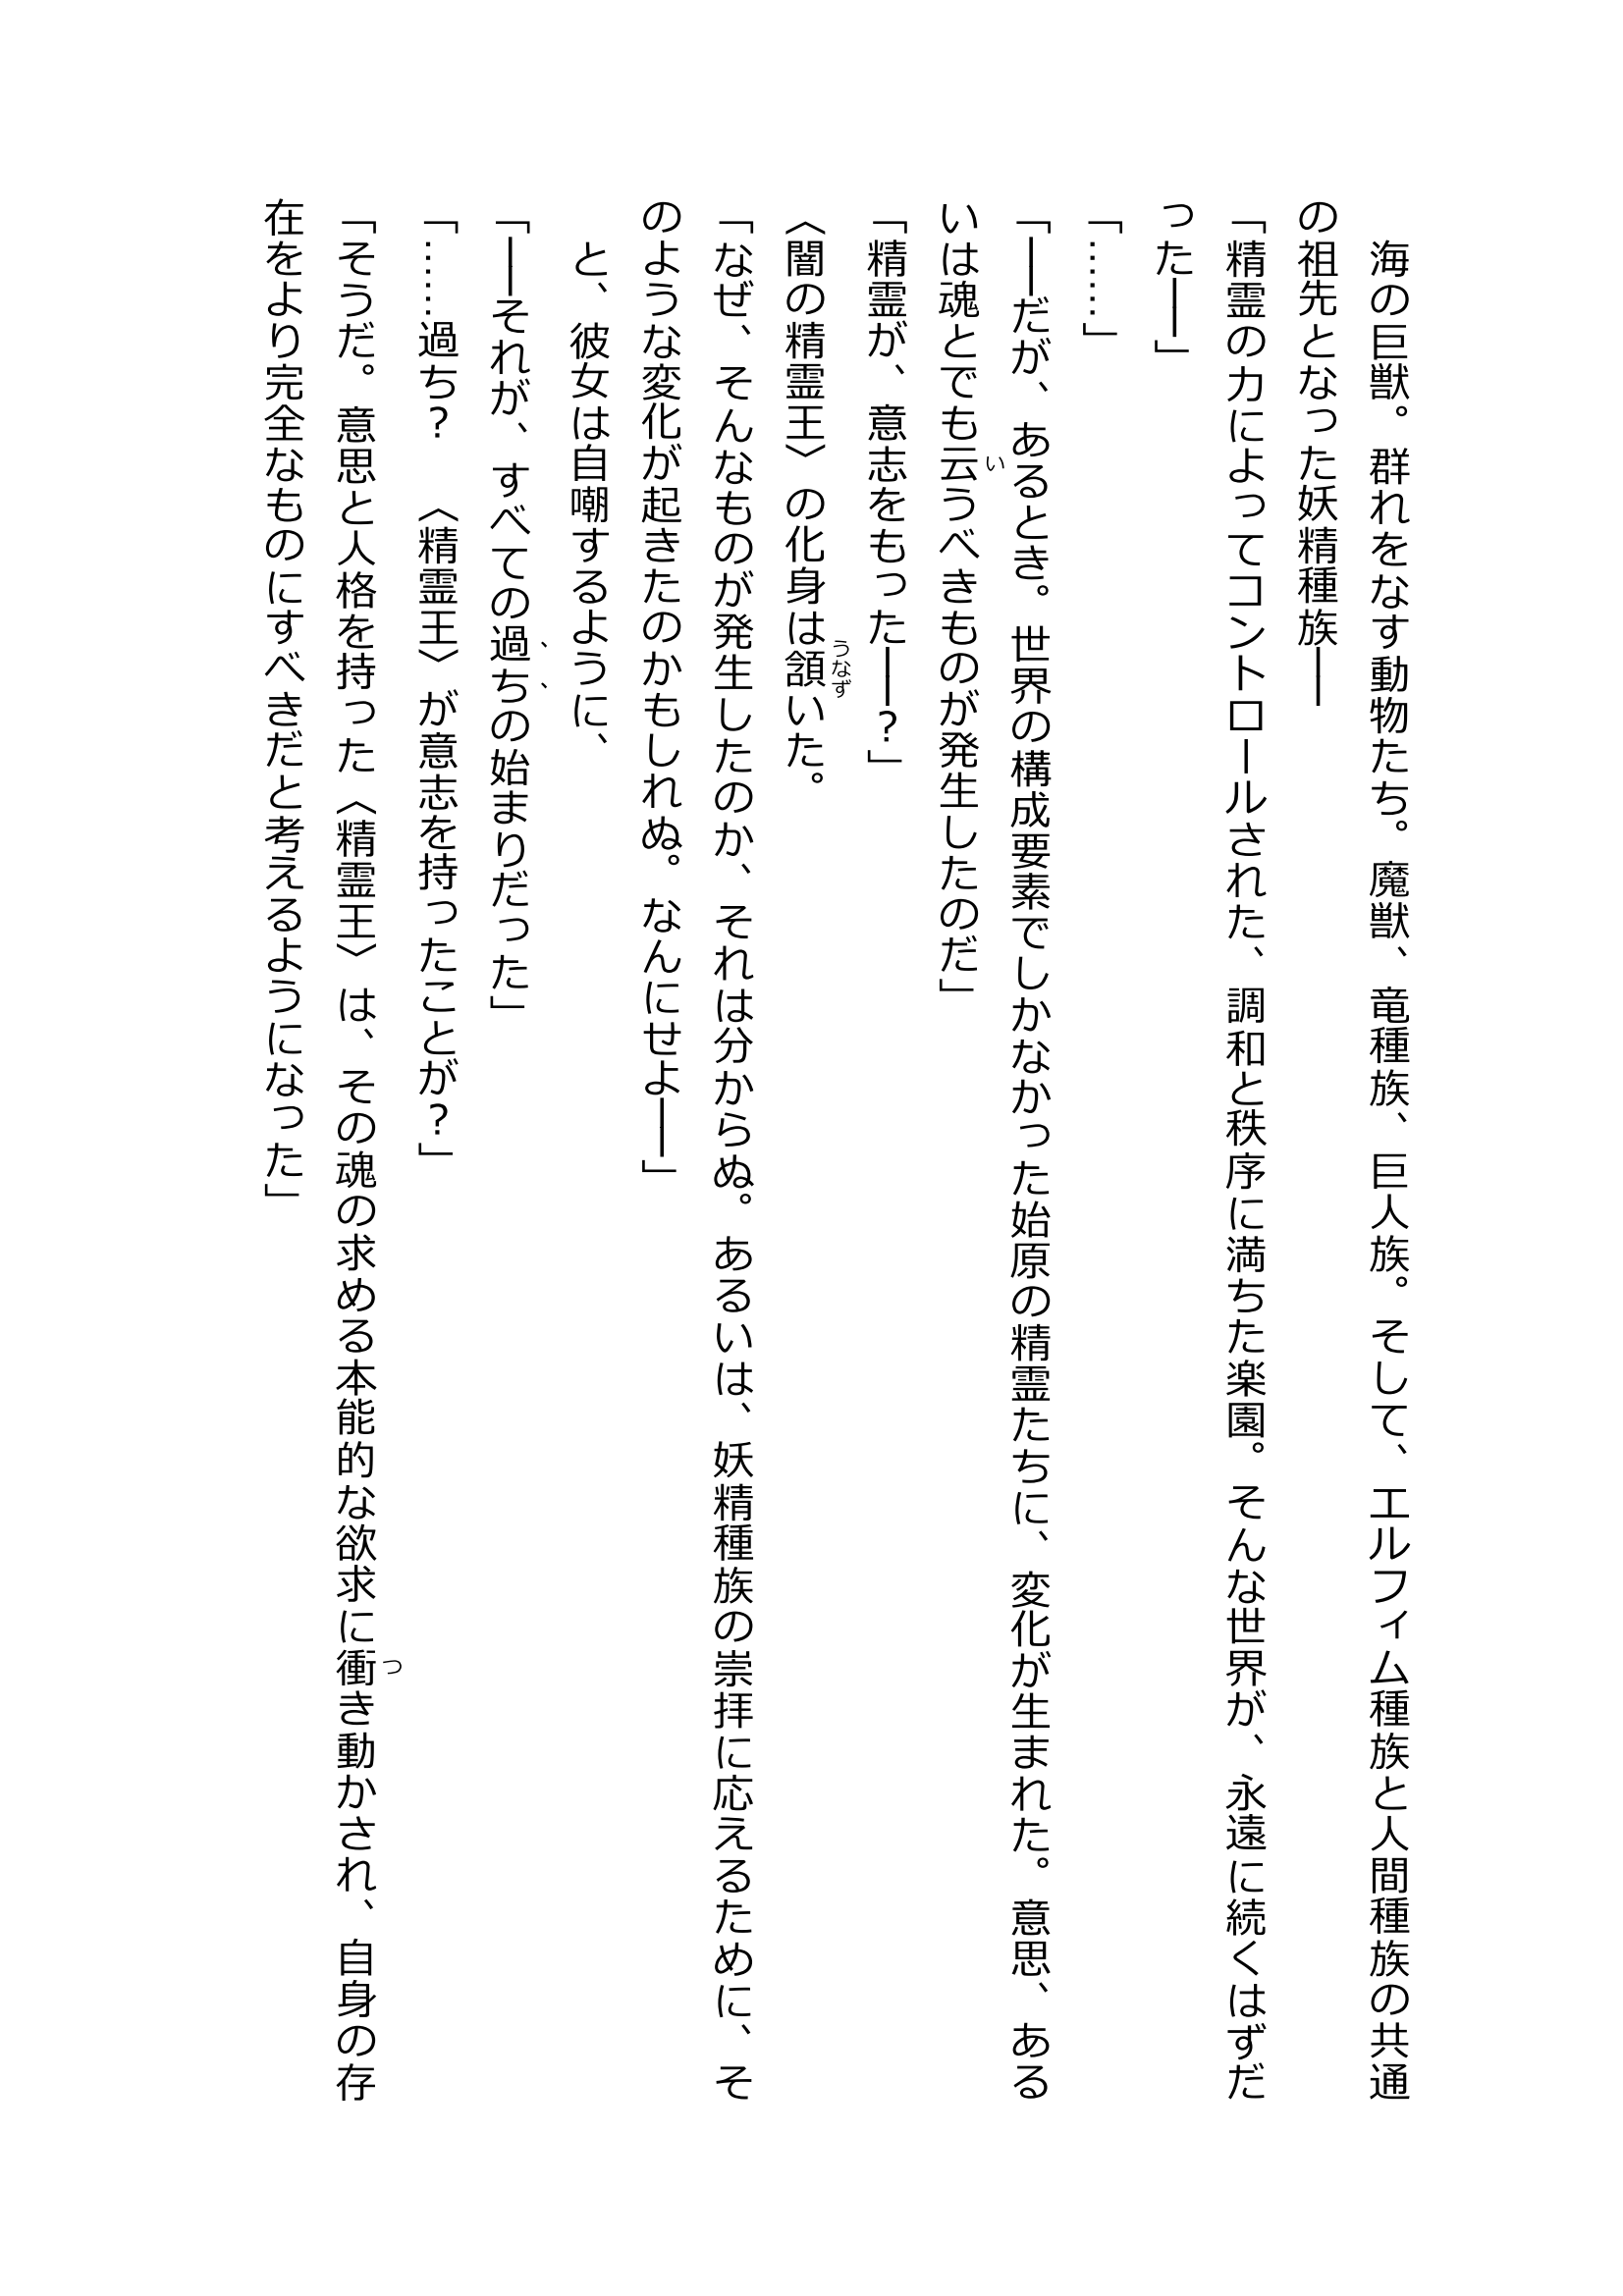 海の巨獣。群れをなす動物たち。魔獣、竜種族、巨人族。そして、エルフィム種族と人間種族の共通
の祖先となった妖精種族――
「精霊の力によってコントロールされた、調和と秩序に満ちた楽園。そんな世界が、永遠に続くはずだ
った――」
「……」
「――だが、あるとき。世界の構成要素でしかなかった始原の精霊たちに、変化が生まれた。意思、ある
いは魂とでも云うべきものが発生したのだ」
「精霊が、意志をもった――?」
〈闇の精霊王〉の化身は頷いた。
「なぜ、そんなものが発生したのか、それは分からぬ。あるいは、妖精種族の崇拝に応えるために、そ
のような変化が起きたのかもしれぬ。なんにせよ――」
と、彼女は自嘲するように、
「――それが、すべての過ちの始まりだった」
「……過ち? 〈精霊王〉が意志を持ったことが?」
「そうだ。意思と人格を持った〈精霊王〉は、その魂の求める本能的な欲求に衝き動かされ、自身の存
在をより完全なものにすべきだと考えるようになった」